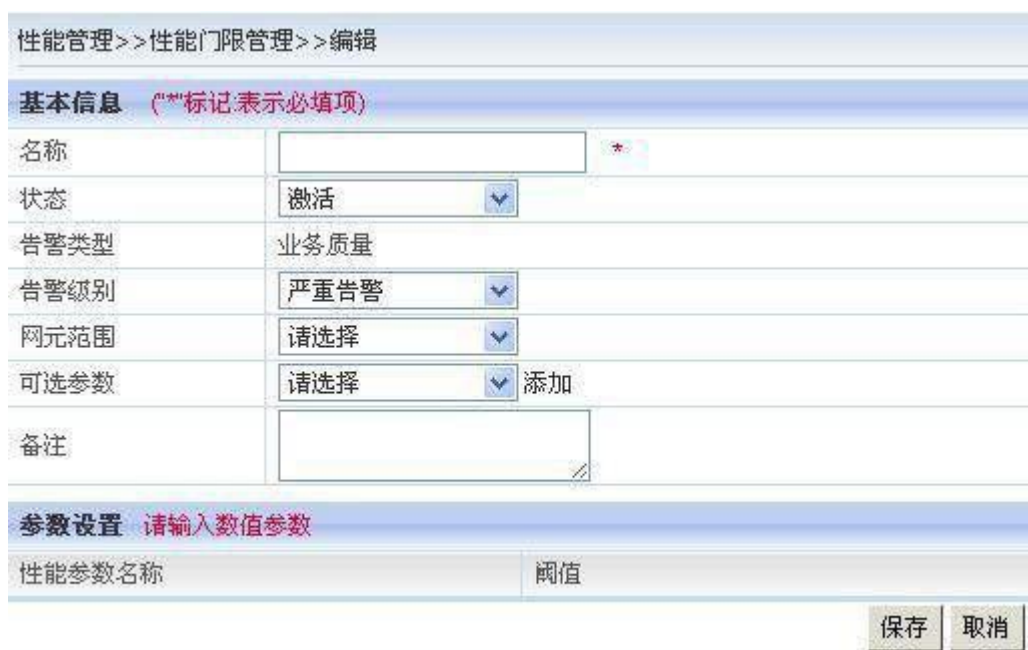 性能管理>>性能门限管理>>编辑
基本信息 ("*"标记表示必填项)
名称 *
状态 激活
告警类型 业务质量
告警级别 严重告警
网元范围 请选择
可选参数 请选择 添加
备注
参数设置 请输入数值参数
性能参数名称 阈值
保存 取消